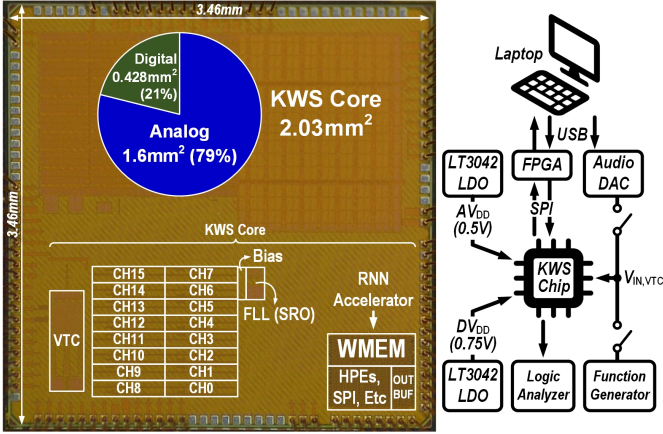 3.46mm
3.46mm
Digital
0.428mm²
(21%)
Analog
1.6mm² (79%)
KWS Core
2.03mm²
KWS Core
Bias
CH15 CH7
CH14 CH6
CH13 CH5
CH12 CH4
CH11 CH3
CH10 CH2
CH9 CH1
CH8 CH0
VTC
FLL (SRO)
RNN
Accelerator
WMEM
HPEs,
SPI, Etc
OUT
BUF
Laptop
USB
LT3042
LDO
FPGA
Audio
DAC
SPI
AVDD
(0.5V)
KWS
Chip
VIN,VTC
DVDD
(0.75V)
LT3042
LDO
Logic
Analyzer
Function
Generator